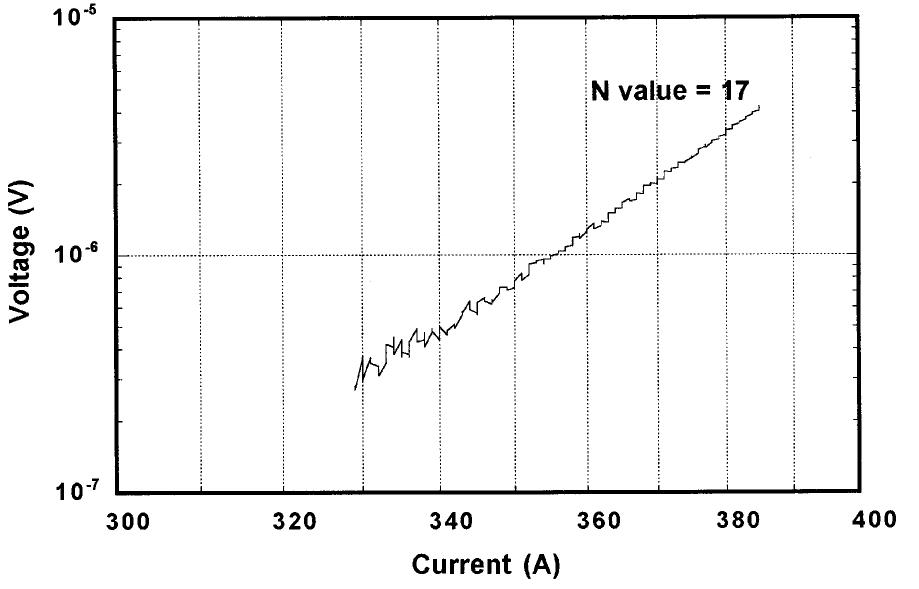 10-5
N value = 17
10-6
Voltage (V)
10-7
300 320 340 360 380 400
Current (A)